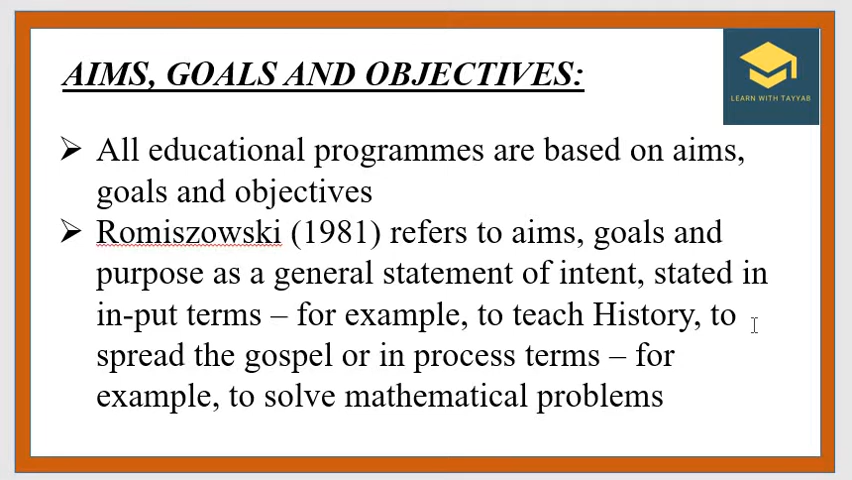 AIMS, GOALS AND OBJECTIVES:
LEARN WITH TAYYAB
➢ All educational programmes are based on aims,
goals and objectives
➢ Romiszowski (1981) refers to aims, goals and
purpose as a general statement of intent, stated in
in-put terms – for example, to teach History, to
spread the gospel or in process terms – for
example, to solve mathematical problems